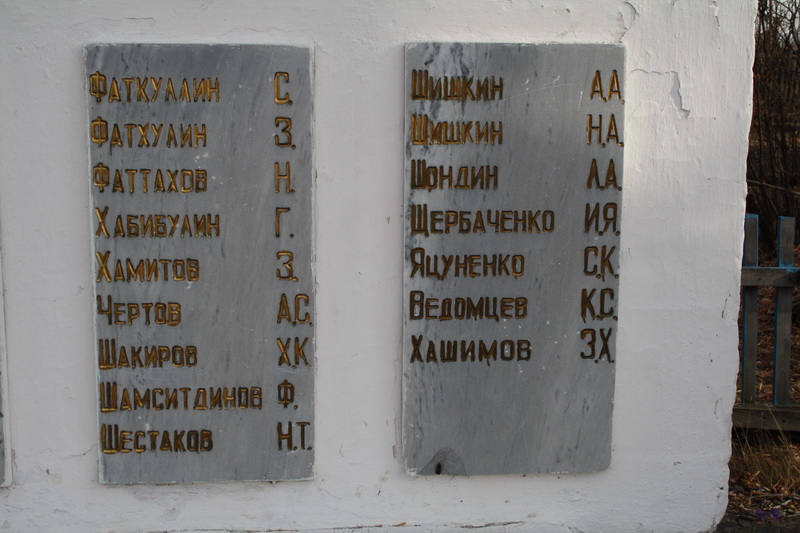 Фаткуллин С.
Фатхулин З.
Фаттахов Н.
Хабибулин Г.
Хамитов З.
Чертов А.С.
Шакиров Х.К
Шамситдинов Ф.
Шестаков Н.Т.
Шишкин А.А.
Шишкин Н.А.
Шондин Л.А.
Щербаченко И.Я.
Яцуненко С.К.
Ведомцев К.С.
Хашимов З.Х.